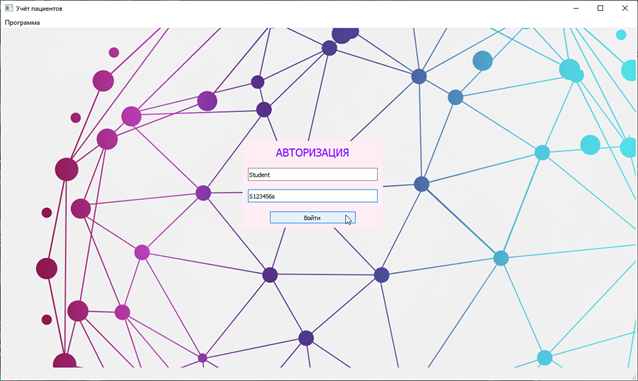 Учёт пациентов
Программа
АВТОРИЗАЦИЯ
Student
S123456s
Войти